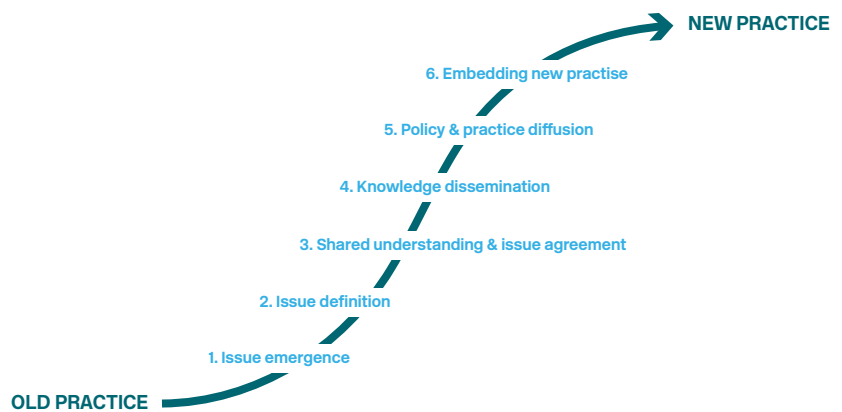 NEW PRACTICE
6. Embedding new practise
5. Policy & practice diffusion
4. Knowledge dissemination
3. Shared understanding & issue agreement
2. Issue definition
1. Issue emergence
OLD PRACTICE